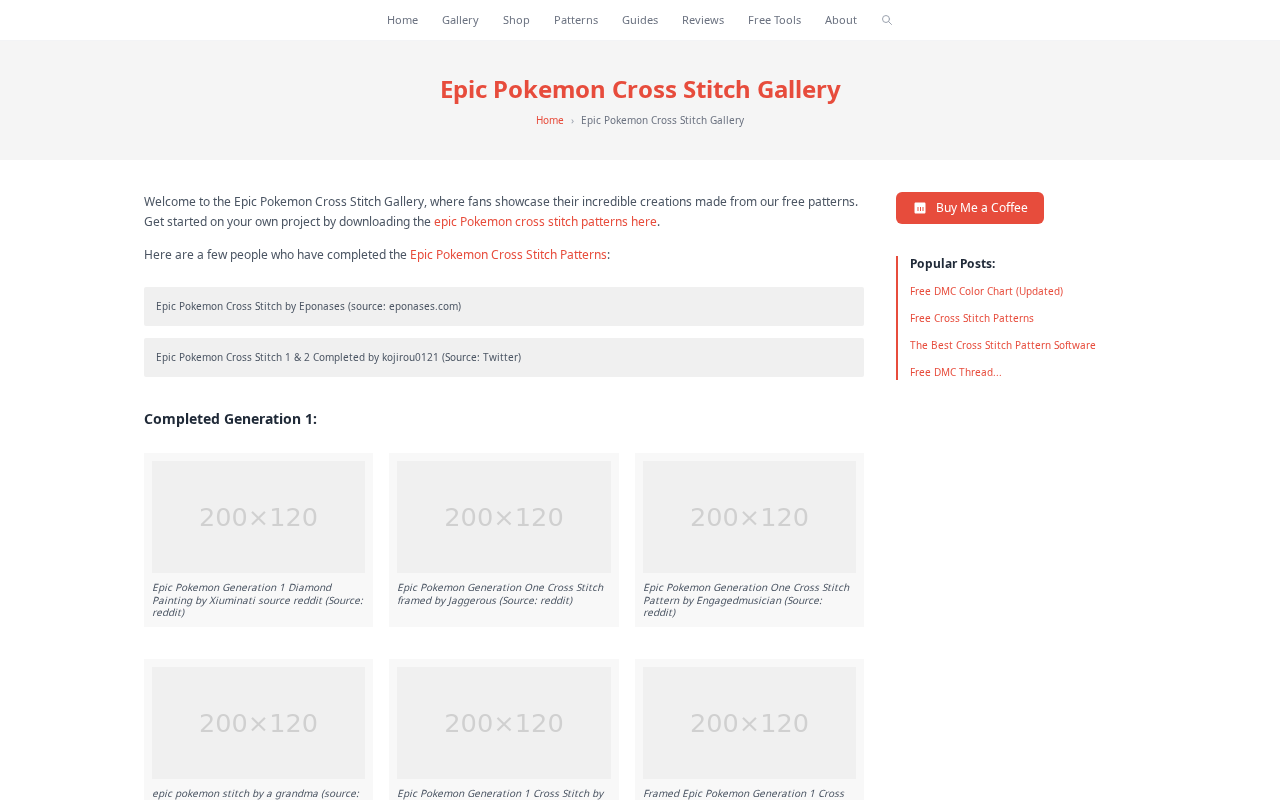 Home Gallery Shop Patterns Guides Reviews Free Tools About
Epic Pokemon Cross Stitch Gallery
Home › Epic Pokemon Cross Stitch Gallery
Welcome to the Epic Pokemon Cross Stitch Gallery, where fans showcase their incredible creations made from our free patterns.
Get started on your own project by downloading the epic Pokemon cross stitch patterns here.
Here are a few people who have completed the Epic Pokemon Cross Stitch Patterns:
Epic Pokemon Cross Stitch by Eponases (source: eponases.com)
Epic Pokemon Cross Stitch 1 & 2 Completed by kojirou0121 (Source: Twitter)
Completed Generation 1:
200×120
Epic Pokemon Generation 1 Diamond
Painting by Xiuminati source reddit (Source:
reddit)
200×120
Epic Pokemon Generation One Cross Stitch
framed by Jaggerous (Source: reddit)
200×120
Epic Pokemon Generation One Cross Stitch
Pattern by Engagedmusician (Source:
reddit)
200×120
epic pokemon stitch by a grandma (source:
200×120
Epic Pokemon Generation 1 Cross Stitch by
200×120
Framed Epic Pokemon Generation 1 Cross
Buy Me a Coffee
Popular Posts:
Free DMC Color Chart (Updated)
Free Cross Stitch Patterns
The Best Cross Stitch Pattern Software
Free DMC Thread...